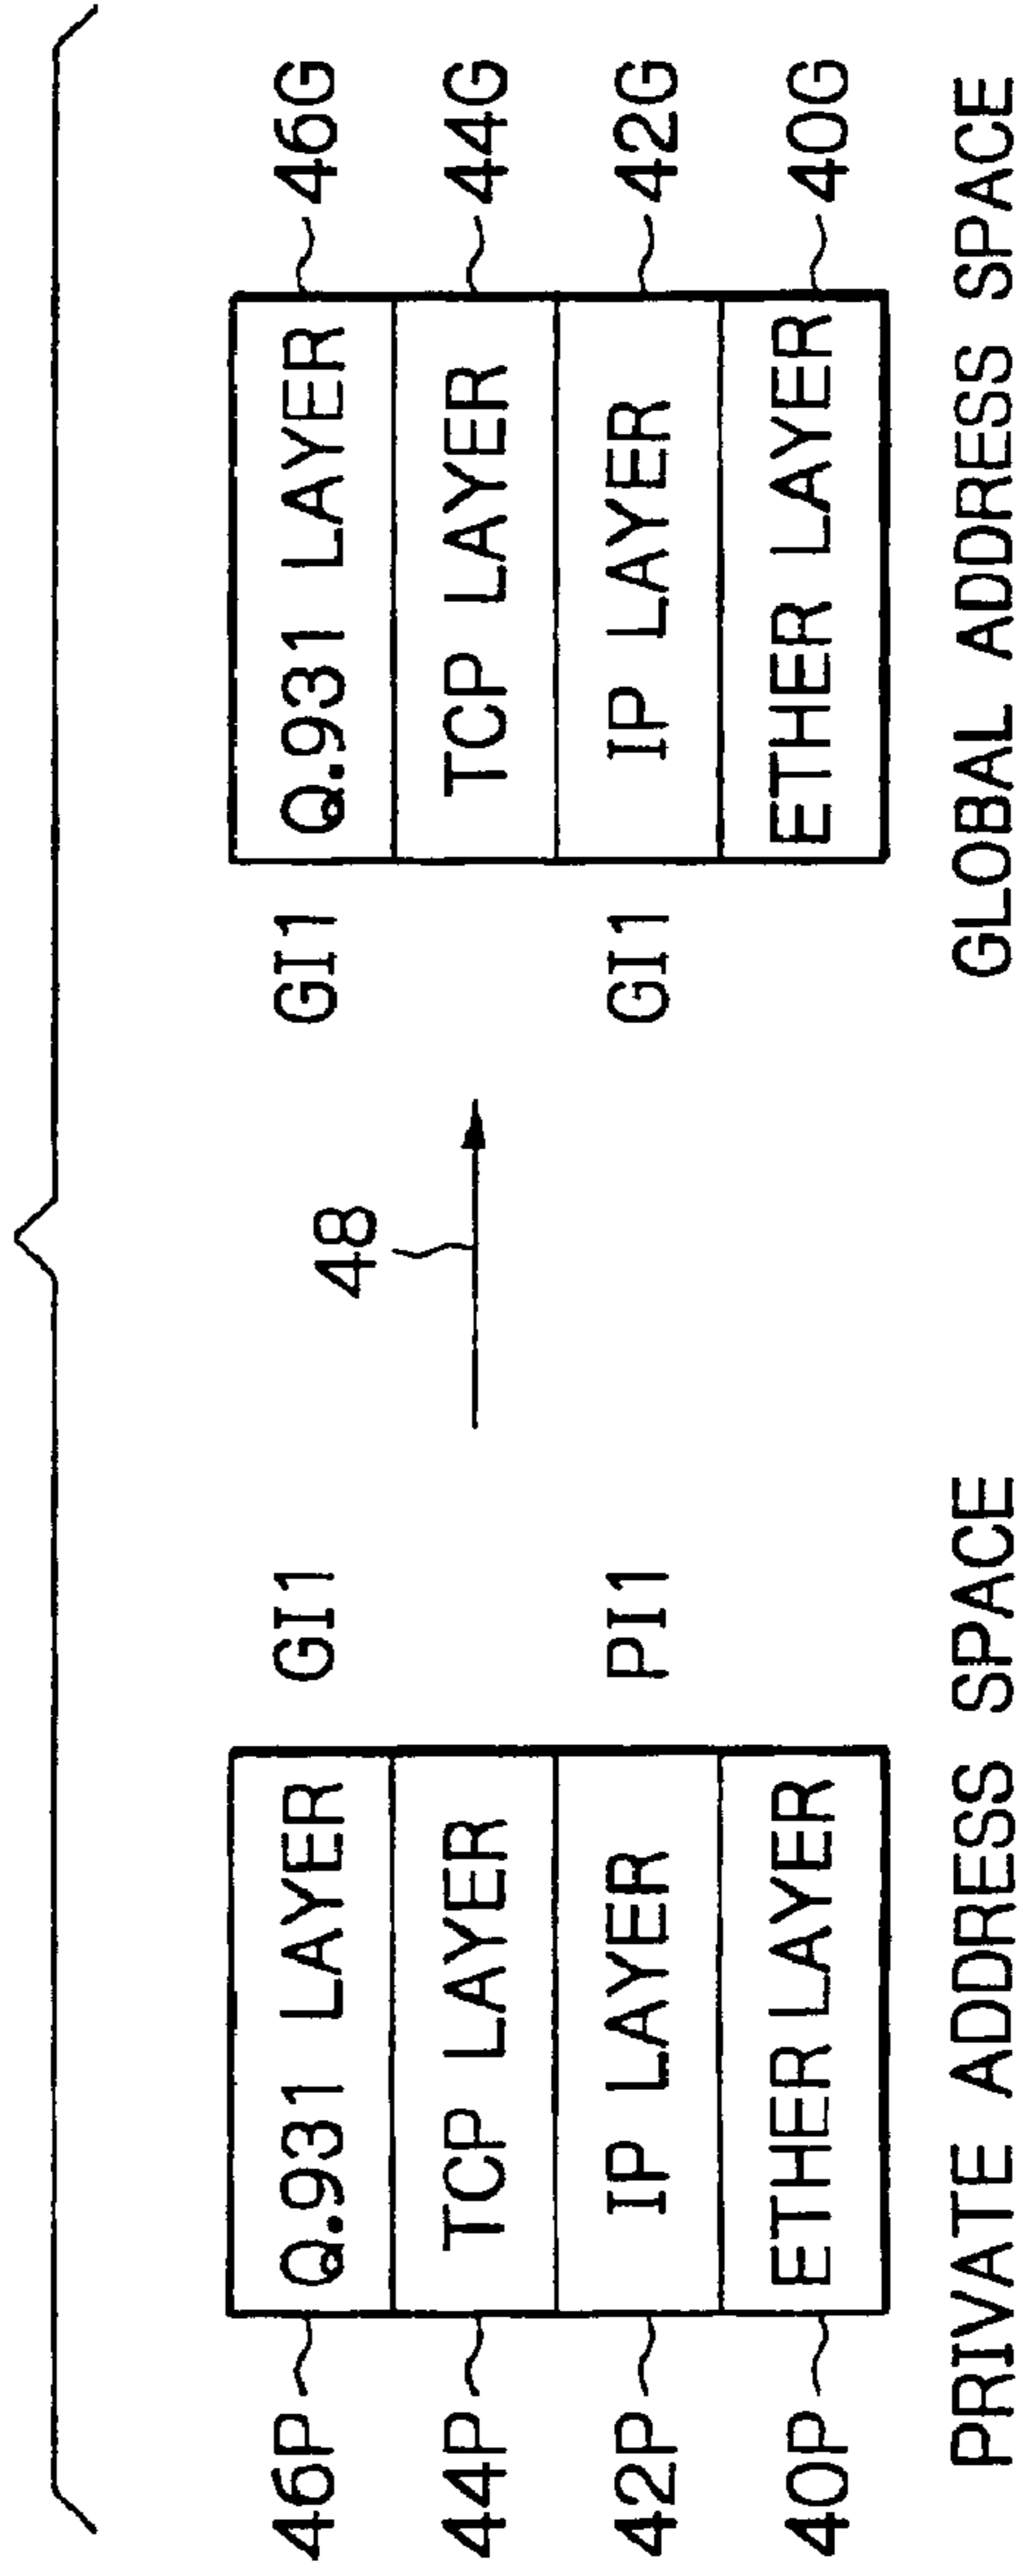 46P
Q.931 LAYER
GI1
48
GI1
Q.931 LAYER
46G
44P
TCP LAYER
TCP LAYER
44G
42P
IP LAYER
PI1
GI1
IP LAYER
42G
40P
ETHER LAYER
ETHER LAYER
40G
PRIVATE ADDRESS SPACE
GLOBAL ADDRESS SPACE